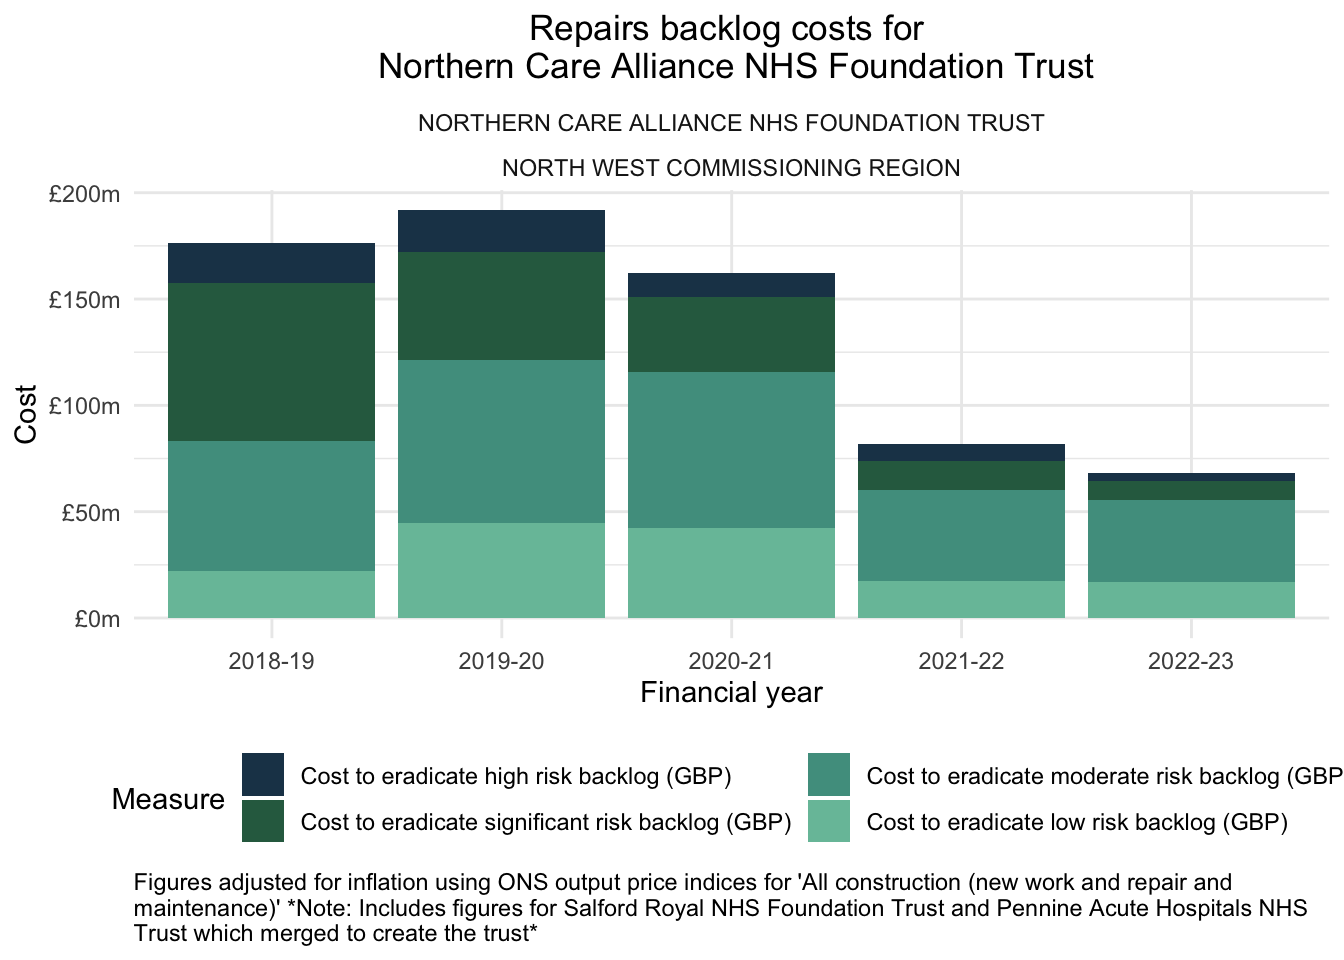 Repairs backlog costs for
Northern Care Alliance NHS Foundation Trust
NORTHERN CARE ALLIANCE NHS FOUNDATION TRUST
NORTH WEST COMMISSIONING REGION
£200m
£150m
£100m
£50m
£0m
Cost
2018-19
2019-20
2020-21
2021-22
2022-23
Financial year
Measure
Cost to eradicate high risk backlog (GBP)
Cost to eradicate significant risk backlog (GBP)
Cost to eradicate moderate risk backlog (GBP
Cost to eradicate low risk backlog (GBP)
Figures adjusted for inflation using ONS output price indices for 'All construction (new work and repair and
maintenance)' *Note: Includes figures for Salford Royal NHS Foundation Trust and Pennine Acute Hospitals NHS
Trust which merged to create the trust*